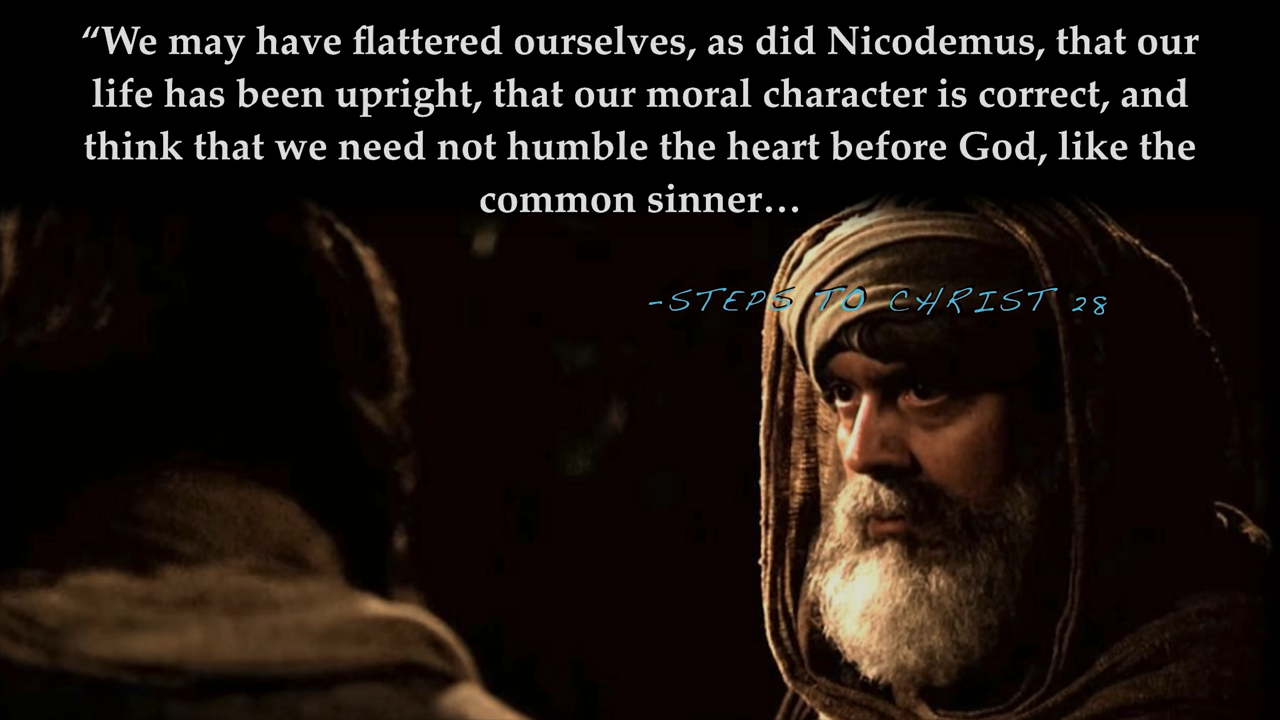 “We may have flattered ourselves, as did Nicodemus, that our
life has been upright, that our moral character is correct, and
think that we need not humble the heart before God, like the
common sinner…
-STEPS TO CHRIST 28